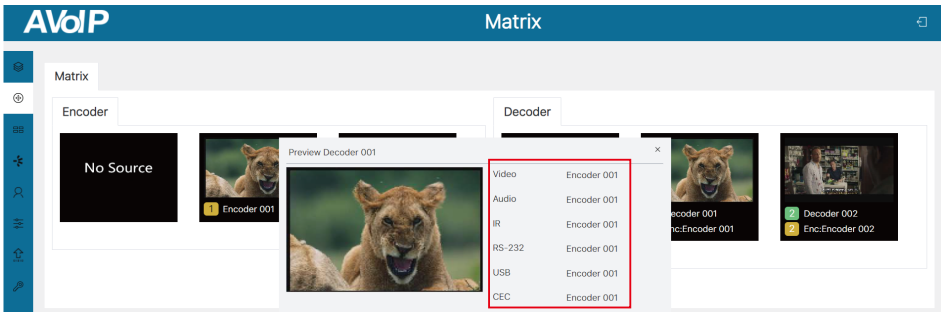 AVoIP
Matrix
Matrix
Encoder
Decoder
No Source
1 Encoder 001
Preview Decoder 001 ×
Video Encoder 001
Audio Encoder 001
IR Encoder 001
RS-232 Encoder 001
USB Encoder 001
CEC Encoder 001
ecoder 001
nc:Encoder 001
2 Decoder 002
2 Enc:Encoder 002